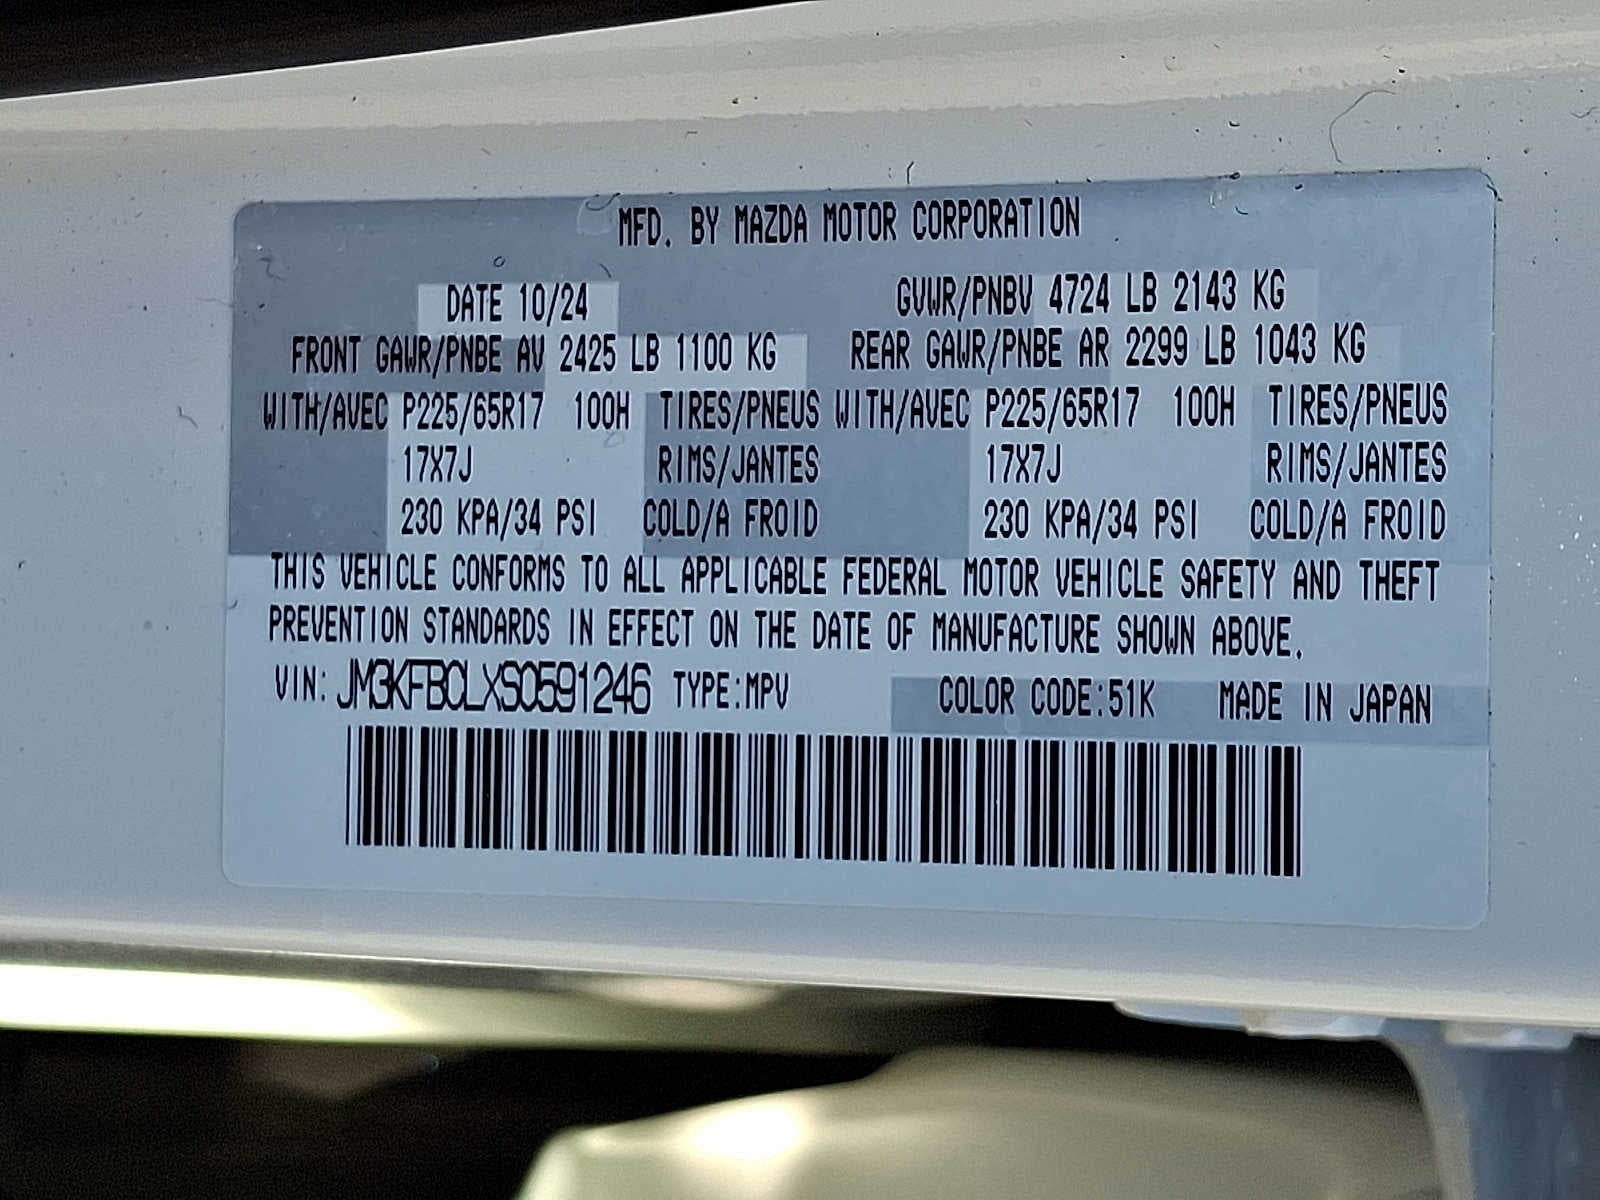 MFD. BY MAZDA MOTOR CORPORATION
DATE 10/24 GVWR/PNBV 4724 LB 2143 KG
FRONT GAWR/PNBE AV 2425 LB 1100 KG REAR GAWR/PNBE AR 2299 LB 1043 KG
WITH/AVEC P225/65R17 100H TIRES/PNEUS WITH/AVEC P225/65R17 100H TIRES/PNEUS
17X7J RIMS/JANTES 17X7J RIMS/JANTES
230 KPA/34 PSI COLD/A FROID 230 KPA/34 PSI COLD/A FROID
THIS VEHICLE CONFORMS TO ALL APPLICABLE FEDERAL MOTOR VEHICLE SAFETY AND THEFT
PREVENTION STANDARDS IN EFFECT ON THE DATE OF MANUFACTURE SHOWN ABOVE.
VIN: JM3KFBCLXS0591246 TYPE:MPV COLOR CODE:51K MADE IN JAPAN